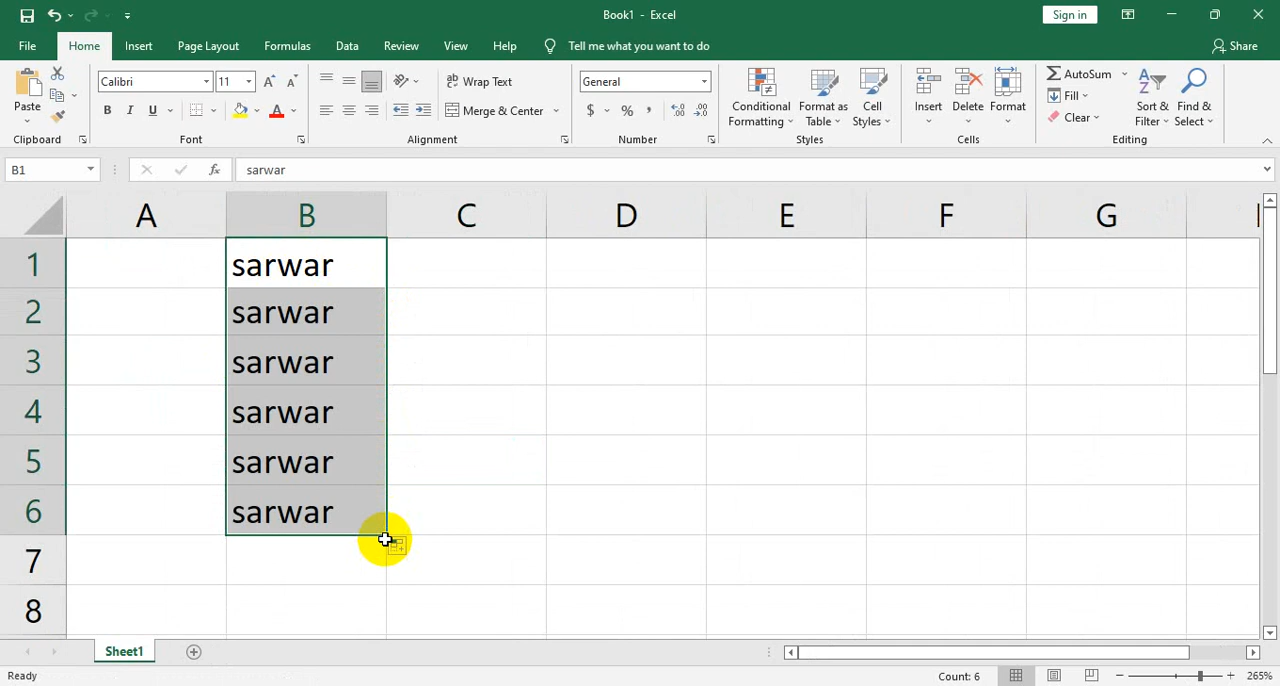 Book1 - Excel
Sign in
File Home Insert Page Layout Formulas Data Review View Help Tell me what you want to do Share
Paste
Calibri 11
B I U A
Wrap Text
Merge & Center
General
$ % ,
Conditional Formatting
Format as Table
Cell Styles
Insert Delete Format
AutoSum
Fill
Clear
Sort & Filter
Find & Select
Clipboard Font Alignment Number Styles Cells Editing
B1 fx sarwar
A B C D E F G
1 sarwar
2 sarwar
3 sarwar
4 sarwar
5 sarwar
6 sarwar
7
8
Sheet1
Ready Count: 6 265%